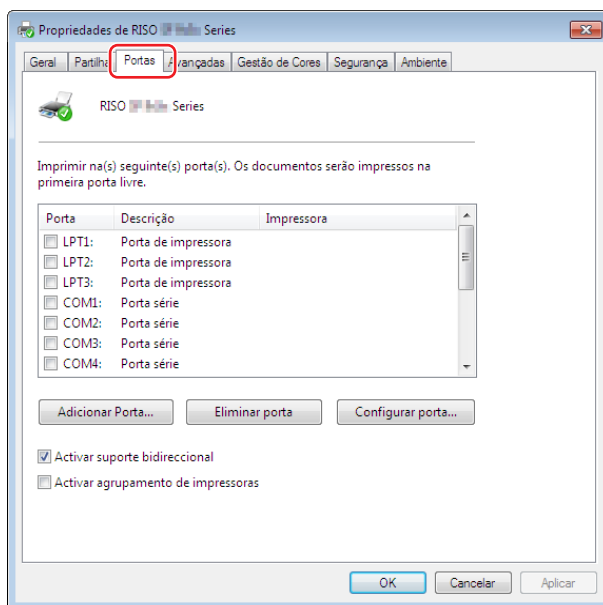 Propriedades de RISO Series
Geral Partilha Portas Avançadas Gestão de Cores Segurança Ambiente
RISO Series
Imprimir na(s) seguinte(s) porta(s). Os documentos serão impressos na
primeira porta livre.
Porta Descrição Impressora
LPT1: Porta de impressora
LPT2: Porta de impressora
LPT3: Porta de impressora
COM1: Porta série
COM2: Porta série
COM3: Porta série
COM4: Porta série
Adicionar Porta... Eliminar porta Configurar porta...
Activar suporte bidireccional
Activar agrupamento de impressoras
OK Cancelar Aplicar